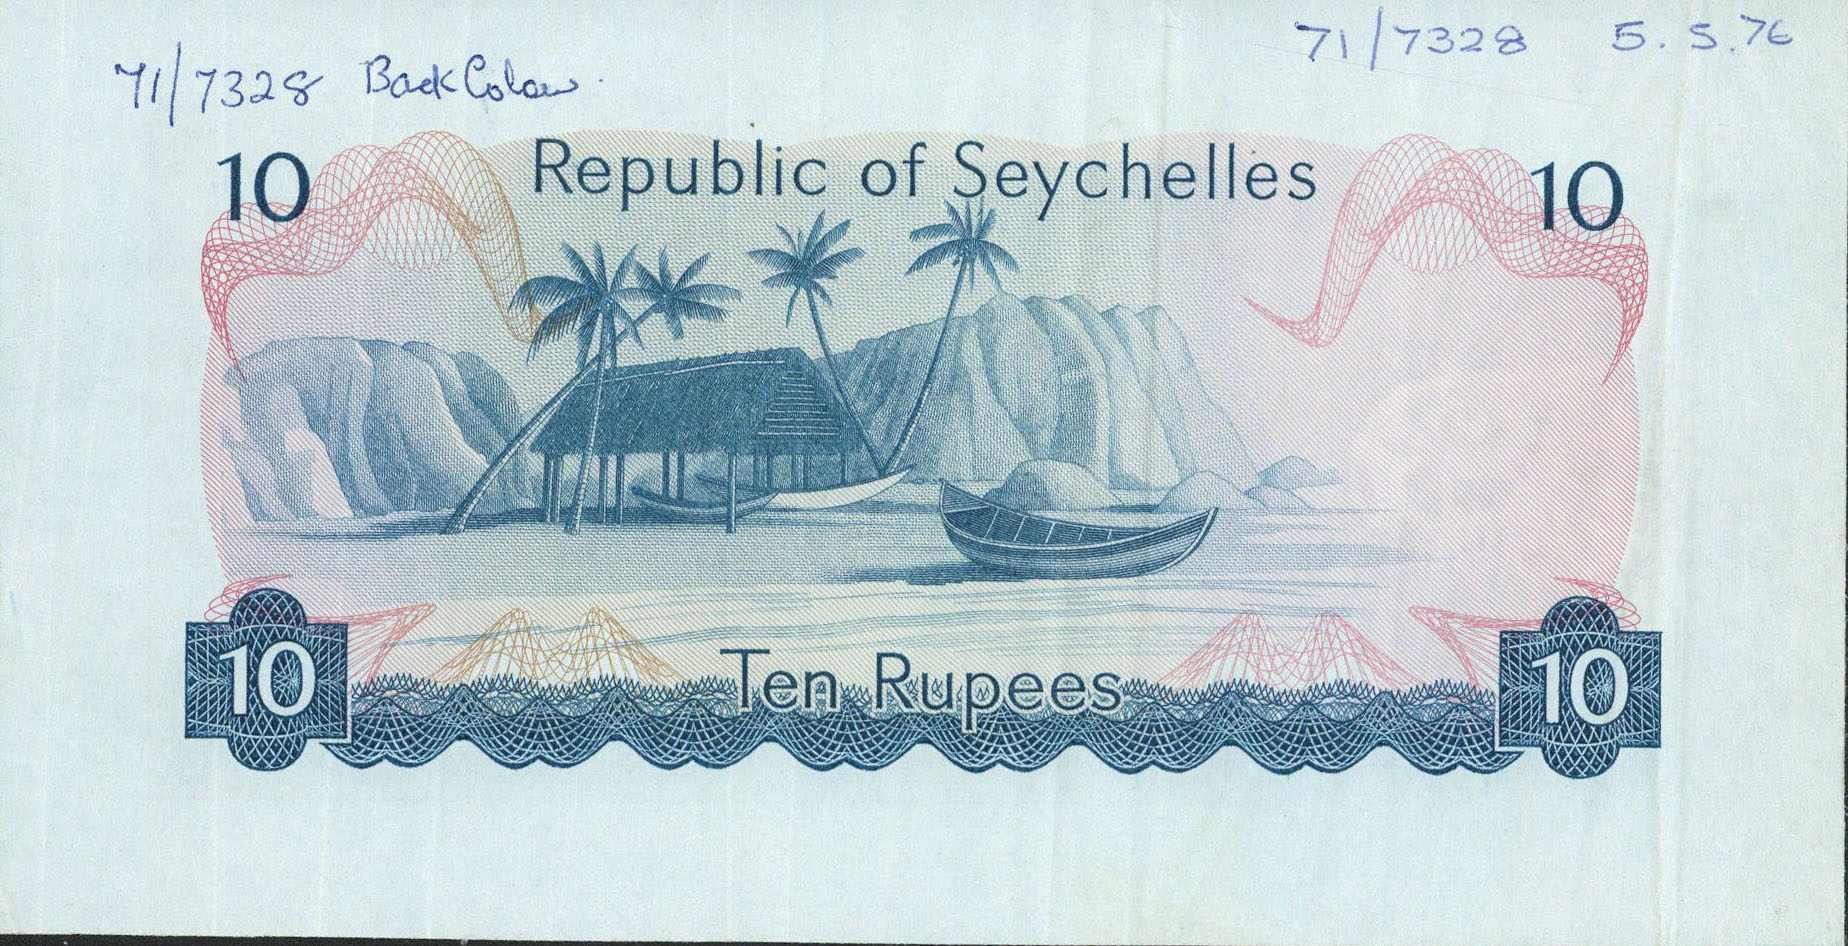 71/7328 5.5.76
71/7328 Back Colour
10 Republic of Seychelles 10
10 Ten Rupees 10